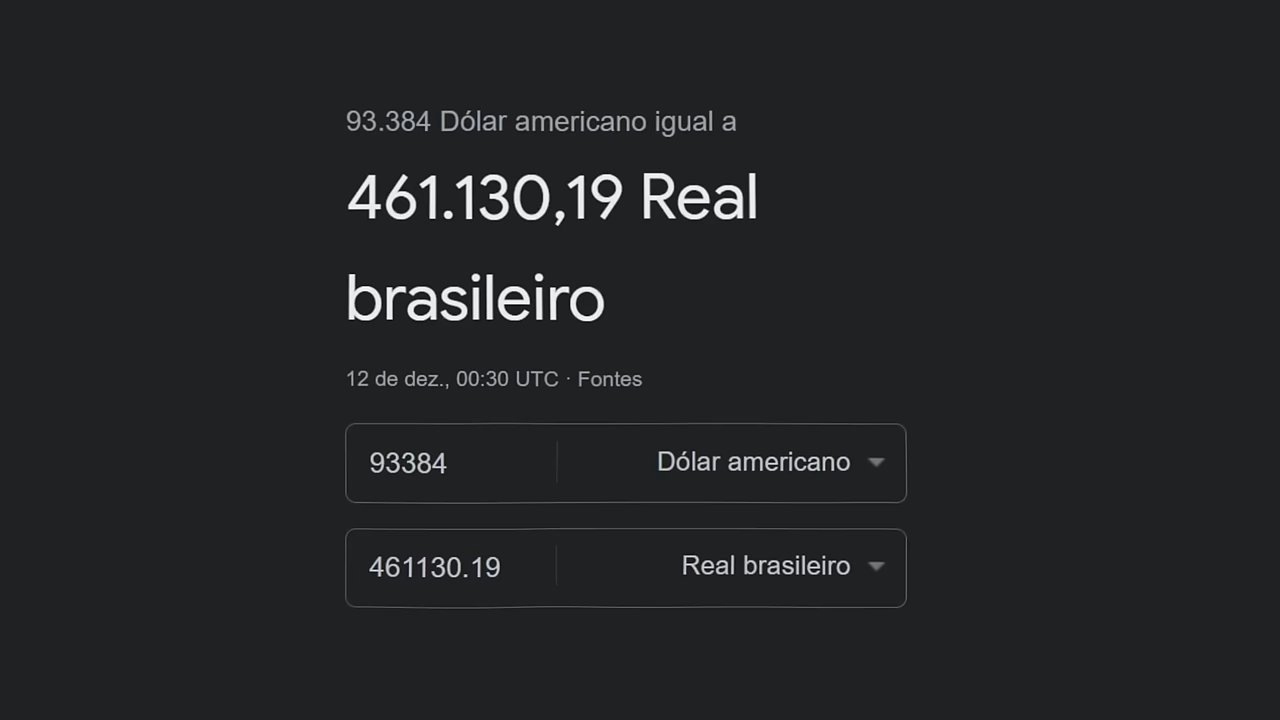 93.384 Dólar americano igual a
461.130,19 Real
brasileiro
12 de dez., 00:30 UTC · Fontes
93384 Dólar americano
461130.19 Real brasileiro